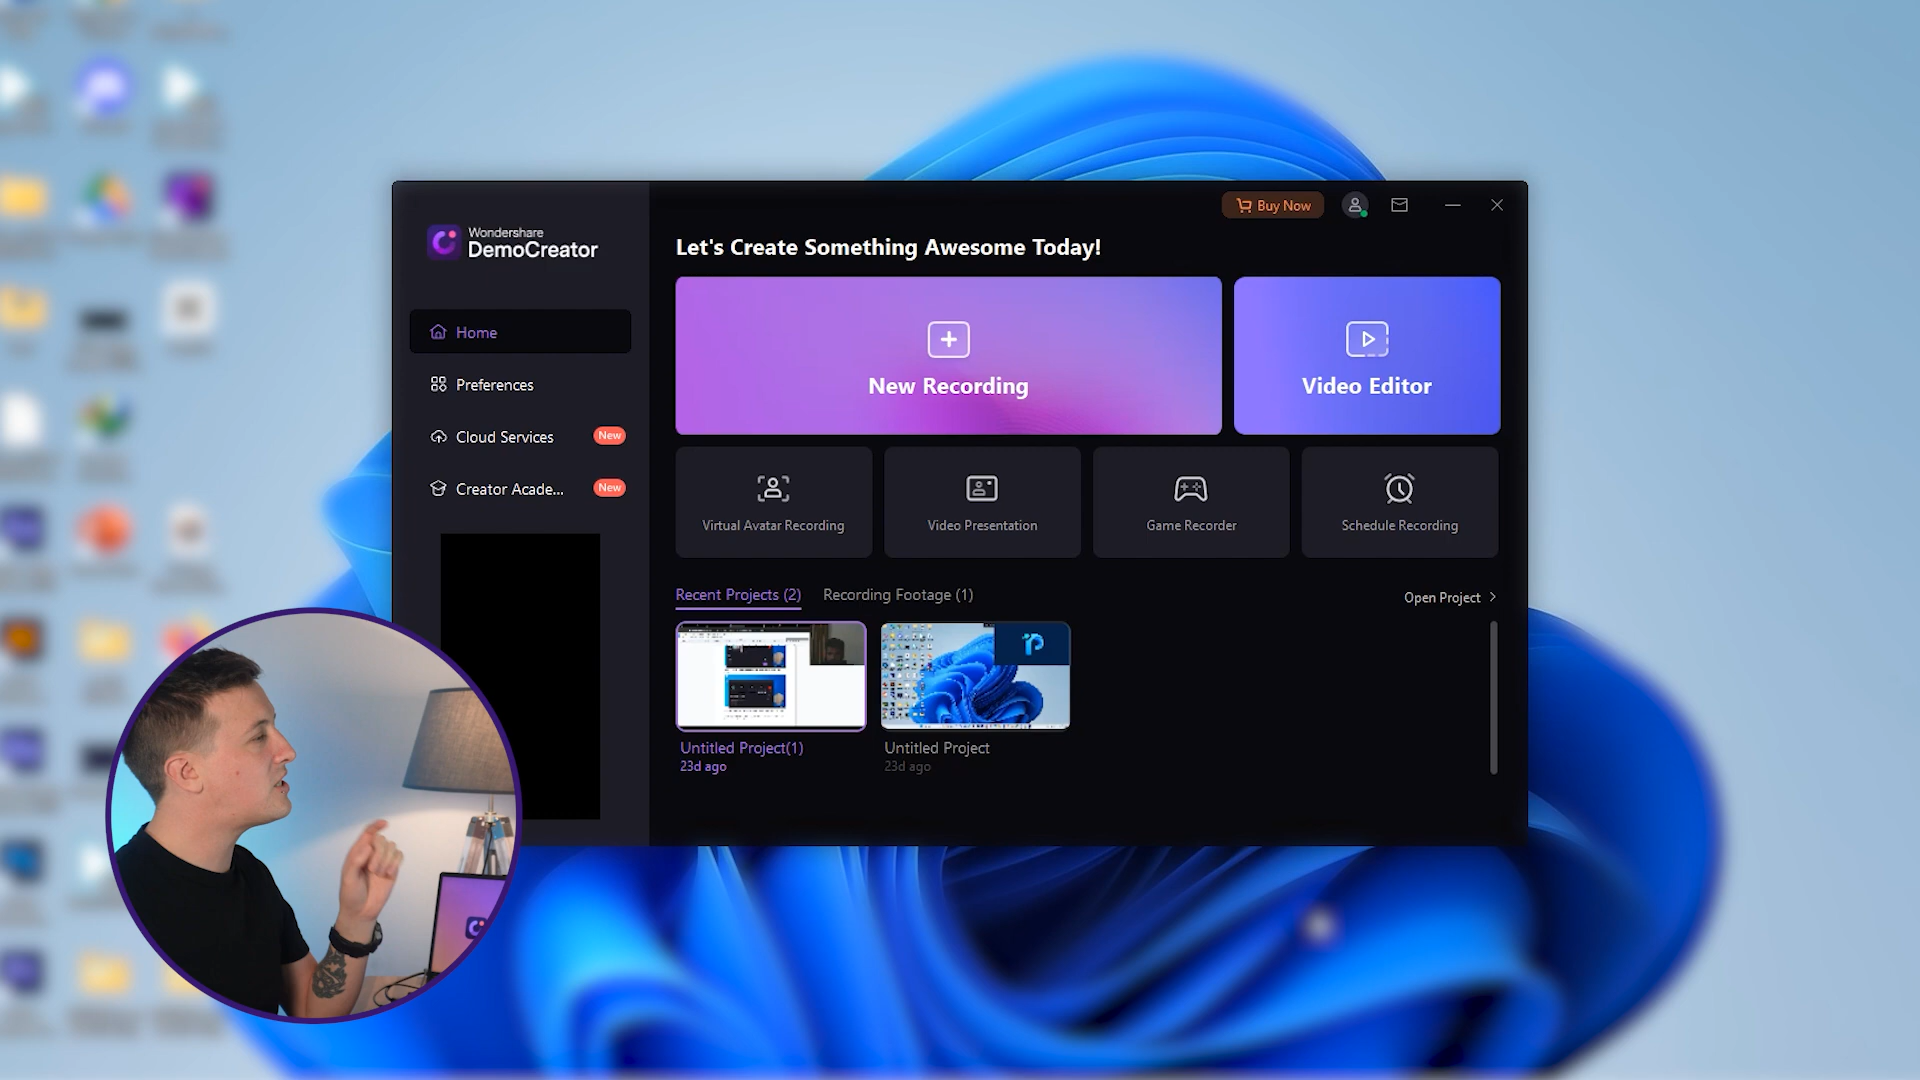 Buy Now
Wondershare
DemoCreator
Let's Create Something Awesome Today!
Home
Preferences
Cloud Services
New
Creator Acade...
New
New Recording
Video Editor
Virtual Avatar Recording
Video Presentation
Game Recorder
Schedule Recording
Recent Projects (2)
Recording Footage (1)
Open Project
Untitled Project(1)
23d ago
Untitled Project
23d ago